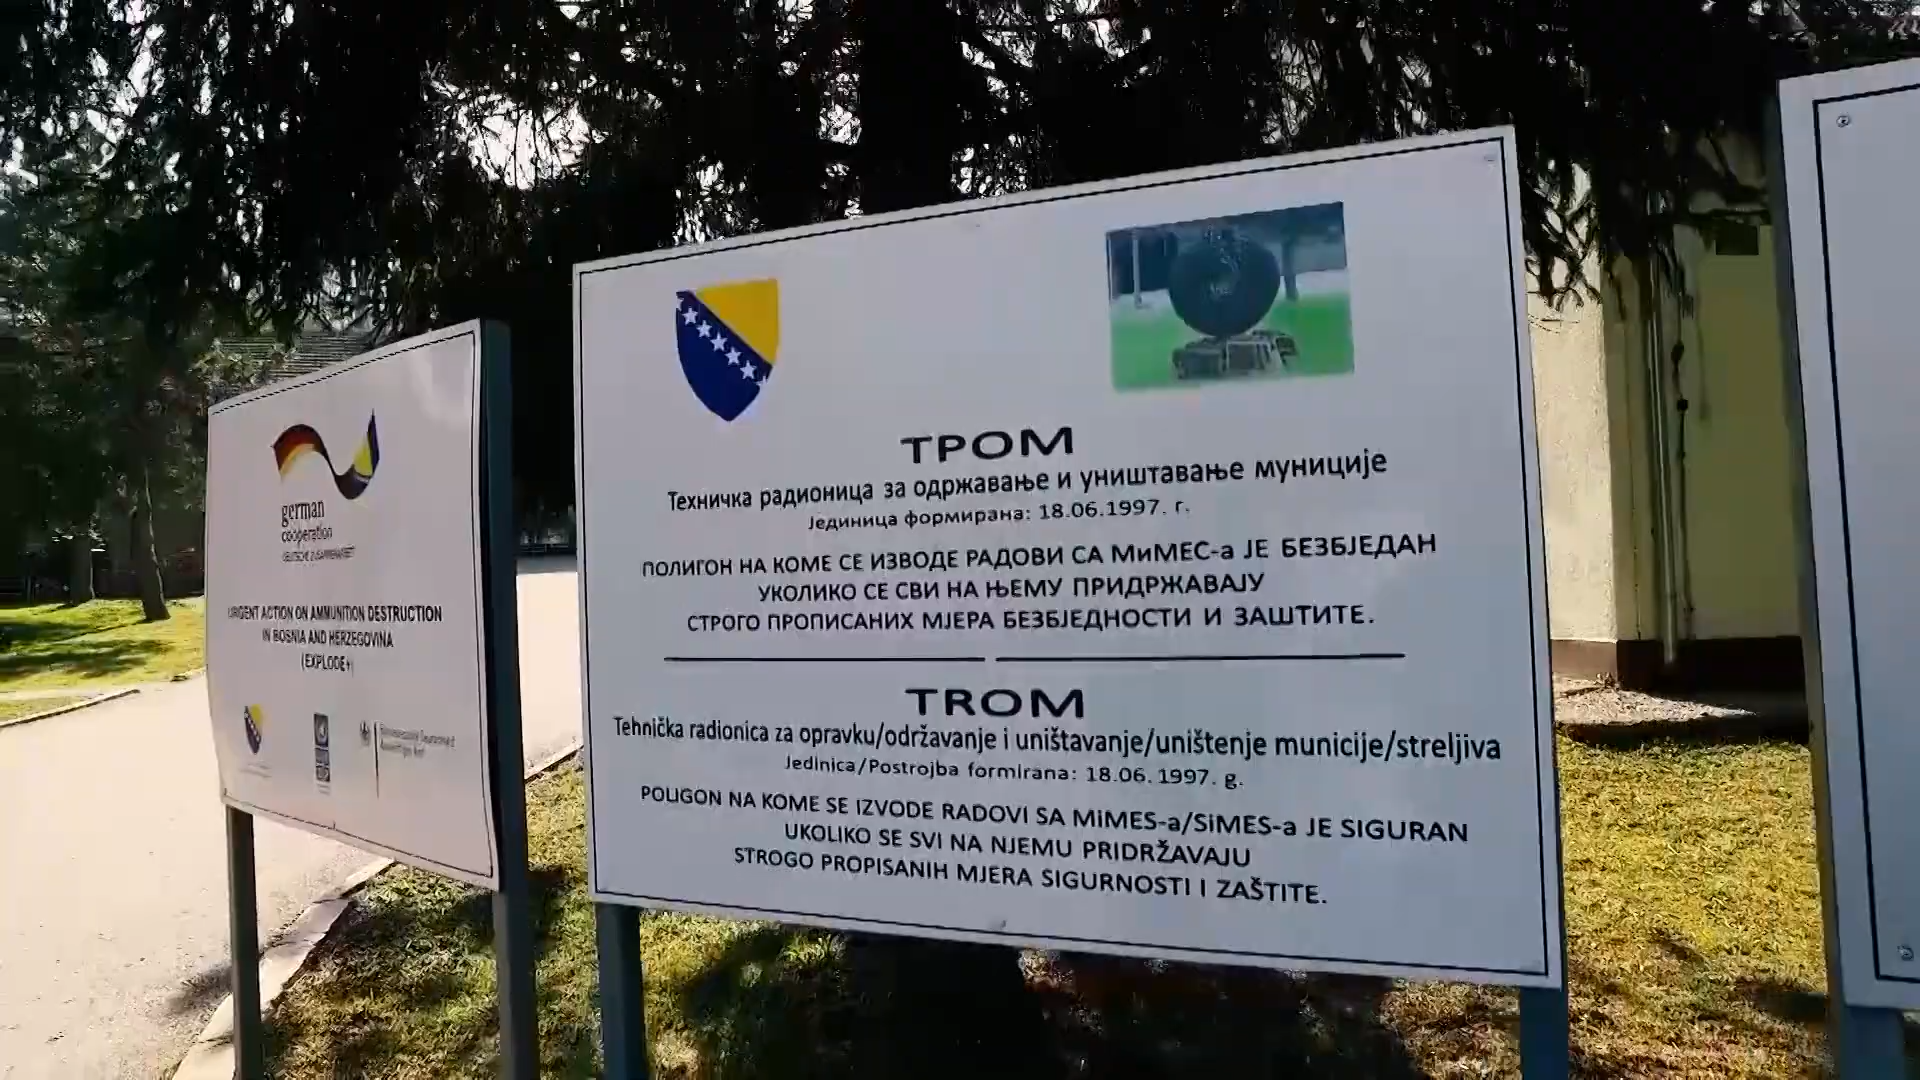 german
cooperation
DEUTSCHE ZUSAMMENARBEIT
URGENT ACTION ON AMMUNITION DESTRUCTION
IN BOSNIA AND HERZEGOVINA
(EXPLODE+)
ТРОМ
Техничка радионица за одржавање и уништавање муниције
Јединица формирана: 18.06.1997. г.
ПОЛИГОН НА КОМЕ СЕ ИЗВОДЕ РАДОВИ СА МиМЕС-а ЈЕ БЕЗБЈЕДАН
УКОЛИКО СЕ СВИ НА ЊЕМУ ПРИДРЖАВАЈУ
СТРОГО ПРОПИСАНИХ МЈЕРА БЕЗБЈЕДНОСТИ И ЗАШТИТЕ.
TROM
Tehnička radionica za opravku/održavanje i uništavanje/uništenje municije/streljiva
Jedinica/Postrojba formirana: 18.06.1997. g.
POLIGON NA KOME SE IZVODE RADOVI SA MiMES-a/SiMES-a JE SIGURAN
UKOLIKO SE SVI NA NJEMU PRIDRŽAVAJU
STROGO PROPISANIH MJERA SIGURNOSTI I ZAŠTITE.